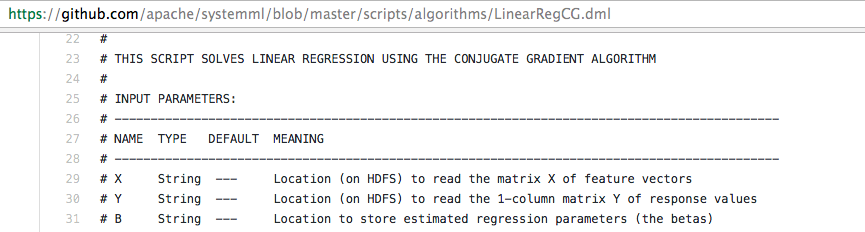 https://github.com/apache/systemml/blob/master/scripts/algorithms/LinearRegCG.dml
22 #
23 # THIS SCRIPT SOLVES LINEAR REGRESSION USING THE CONJUGATE GRADIENT ALGORITHM
24 #
25 # INPUT PARAMETERS:
26 # --------------------------------------------------------------------------------------------
27 # NAME  TYPE   DEFAULT  MEANING
28 # --------------------------------------------------------------------------------------------
29 # X     String  ---     Location (on HDFS) to read the matrix X of feature vectors
30 # Y     String  ---     Location (on HDFS) to read the 1-column matrix Y of response values
31 # B     String  ---     Location to store estimated regression parameters (the betas)